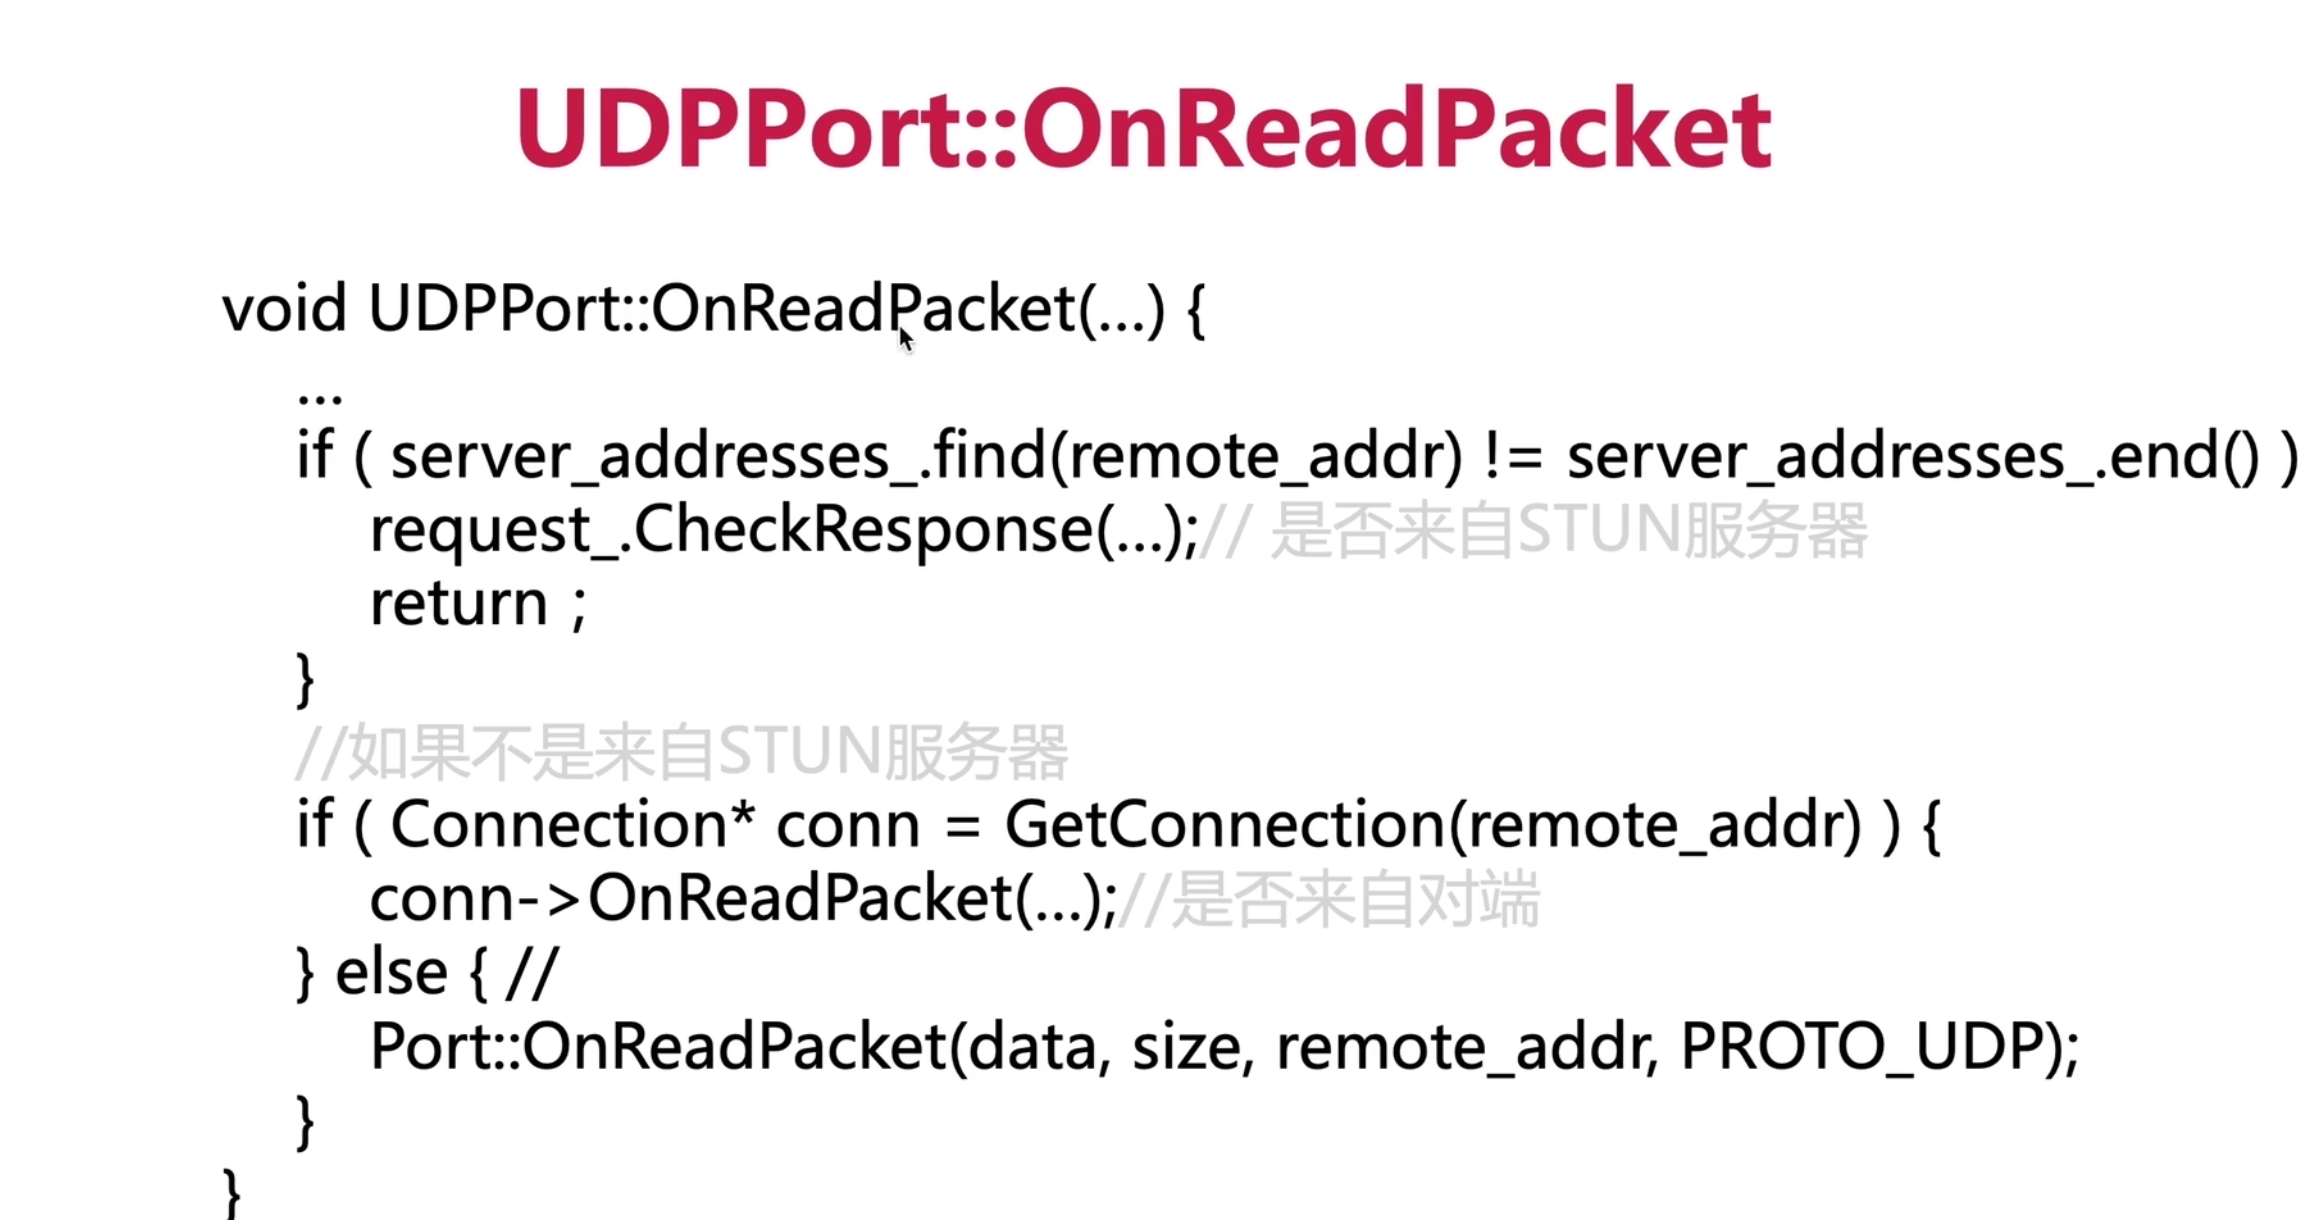 UDPPort::OnReadPacket
void UDPPort::OnReadPacket(...) {
...
if ( server_addresses_.find(remote_addr) != server_addresses_.end() )
request_.CheckResponse(...);// 是否来自STUN服务器
return ;
}
//如果不是来自STUN服务器
if ( Connection* conn = GetConnection(remote_addr) ) {
conn->OnReadPacket(...);//是否来自对端
} else { //
Port::OnReadPacket(data, size, remote_addr, PROTO_UDP);
}
}